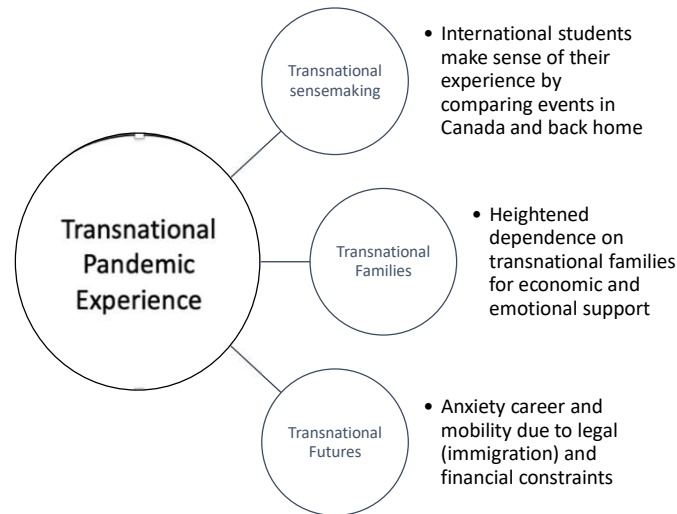 Transnational
Pandemic
Experience
Transnational
sensemaking
• International students
make sense of their
experience by
comparing events in
Canada and back home
Transnational
Families
• Heightened
dependence on
transnational families
for economic and
emotional support
Transnational
Futures
• Anxiety career and
mobility due to legal
(immigration) and
financial constraints